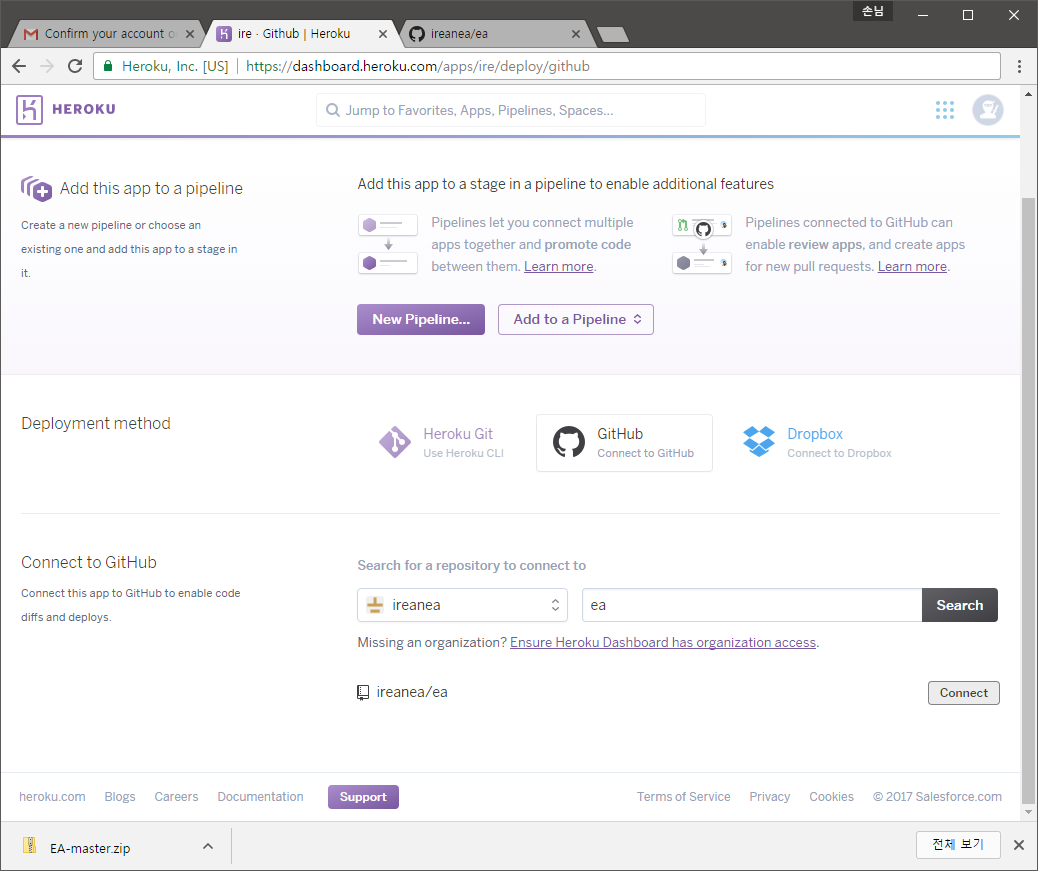 손님
Confirm your account o
ire · Github | Heroku
ireanea/ea
Heroku, Inc. [US]
https://dashboard.heroku.com/apps/ire/deploy/github
HEROKU
Jump to Favorites, Apps, Pipelines, Spaces...
Add this app to a pipeline
Create a new pipeline or choose an
existing one and add this app to a stage in
it.
Add this app to a stage in a pipeline to enable additional features
Pipelines let you connect multiple
apps together and promote code
between them. Learn more.
Pipelines connected to GitHub can
enable review apps, and create apps
for new pull requests. Learn more.
New Pipeline...
Add to a Pipeline
Deployment method
Heroku Git
Use Heroku CLI
GitHub
Connect to GitHub
Dropbox
Connect to Dropbox
Connect to GitHub
Connect this app to GitHub to enable code
diffs and deploys.
Search for a repository to connect to
ireanea
ea
Search
Missing an organization? Ensure Heroku Dashboard has organization access.
ireanea/ea
Connect
heroku.com
Blogs
Careers
Documentation
Support
Terms of Service
Privacy
Cookies
© 2017 Salesforce.com
EA-master.zip
전체 보기